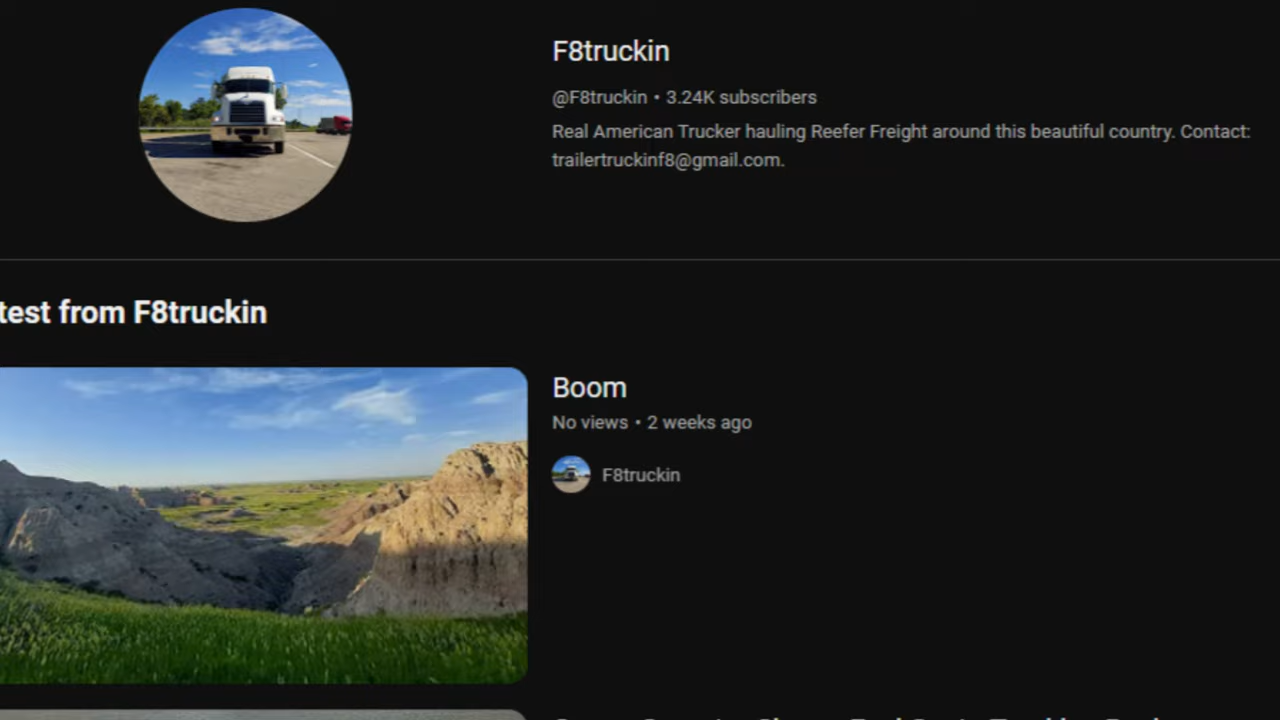 F8truckin
@F8truckin • 3.24K subscribers
Real American Trucker hauling Reefer Freight around this beautiful country. Contact:
trailertruckinf8@gmail.com.
test from F8truckin
Boom
No views • 2 weeks ago
F8truckin